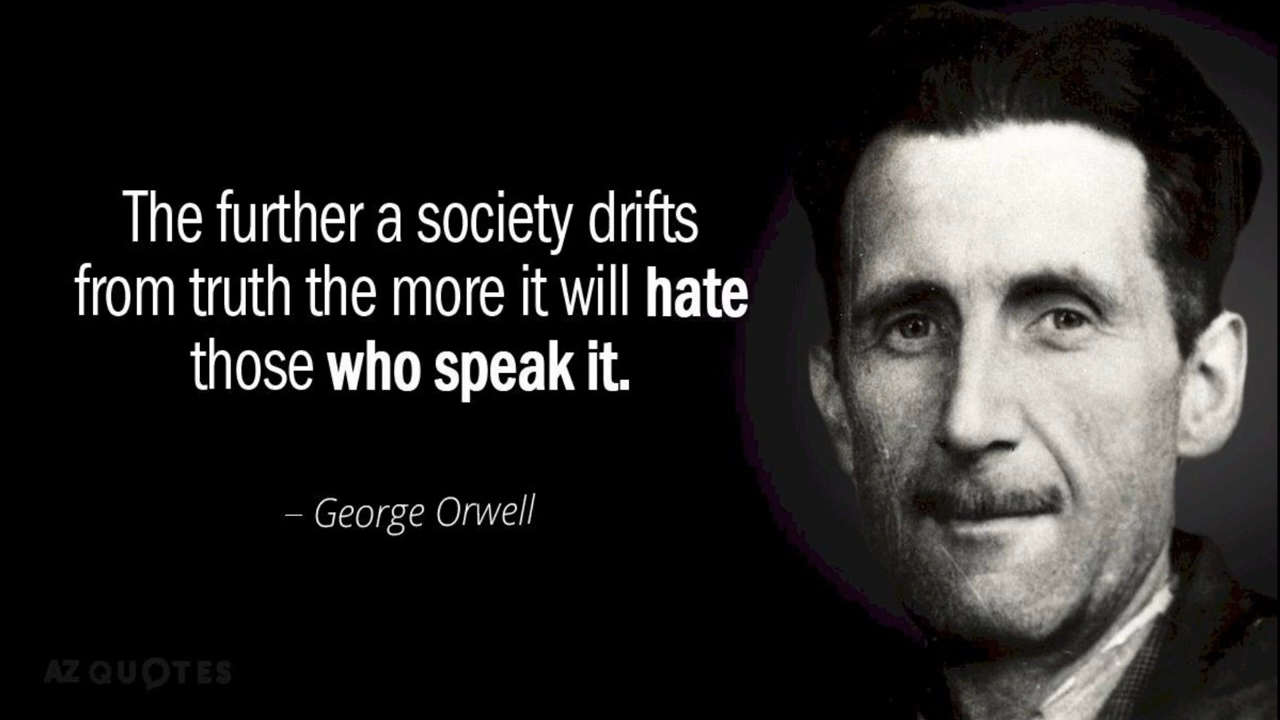 The further a society drifts
from truth the more it will hate
those who speak it.
– George Orwell
AZ QUOTES